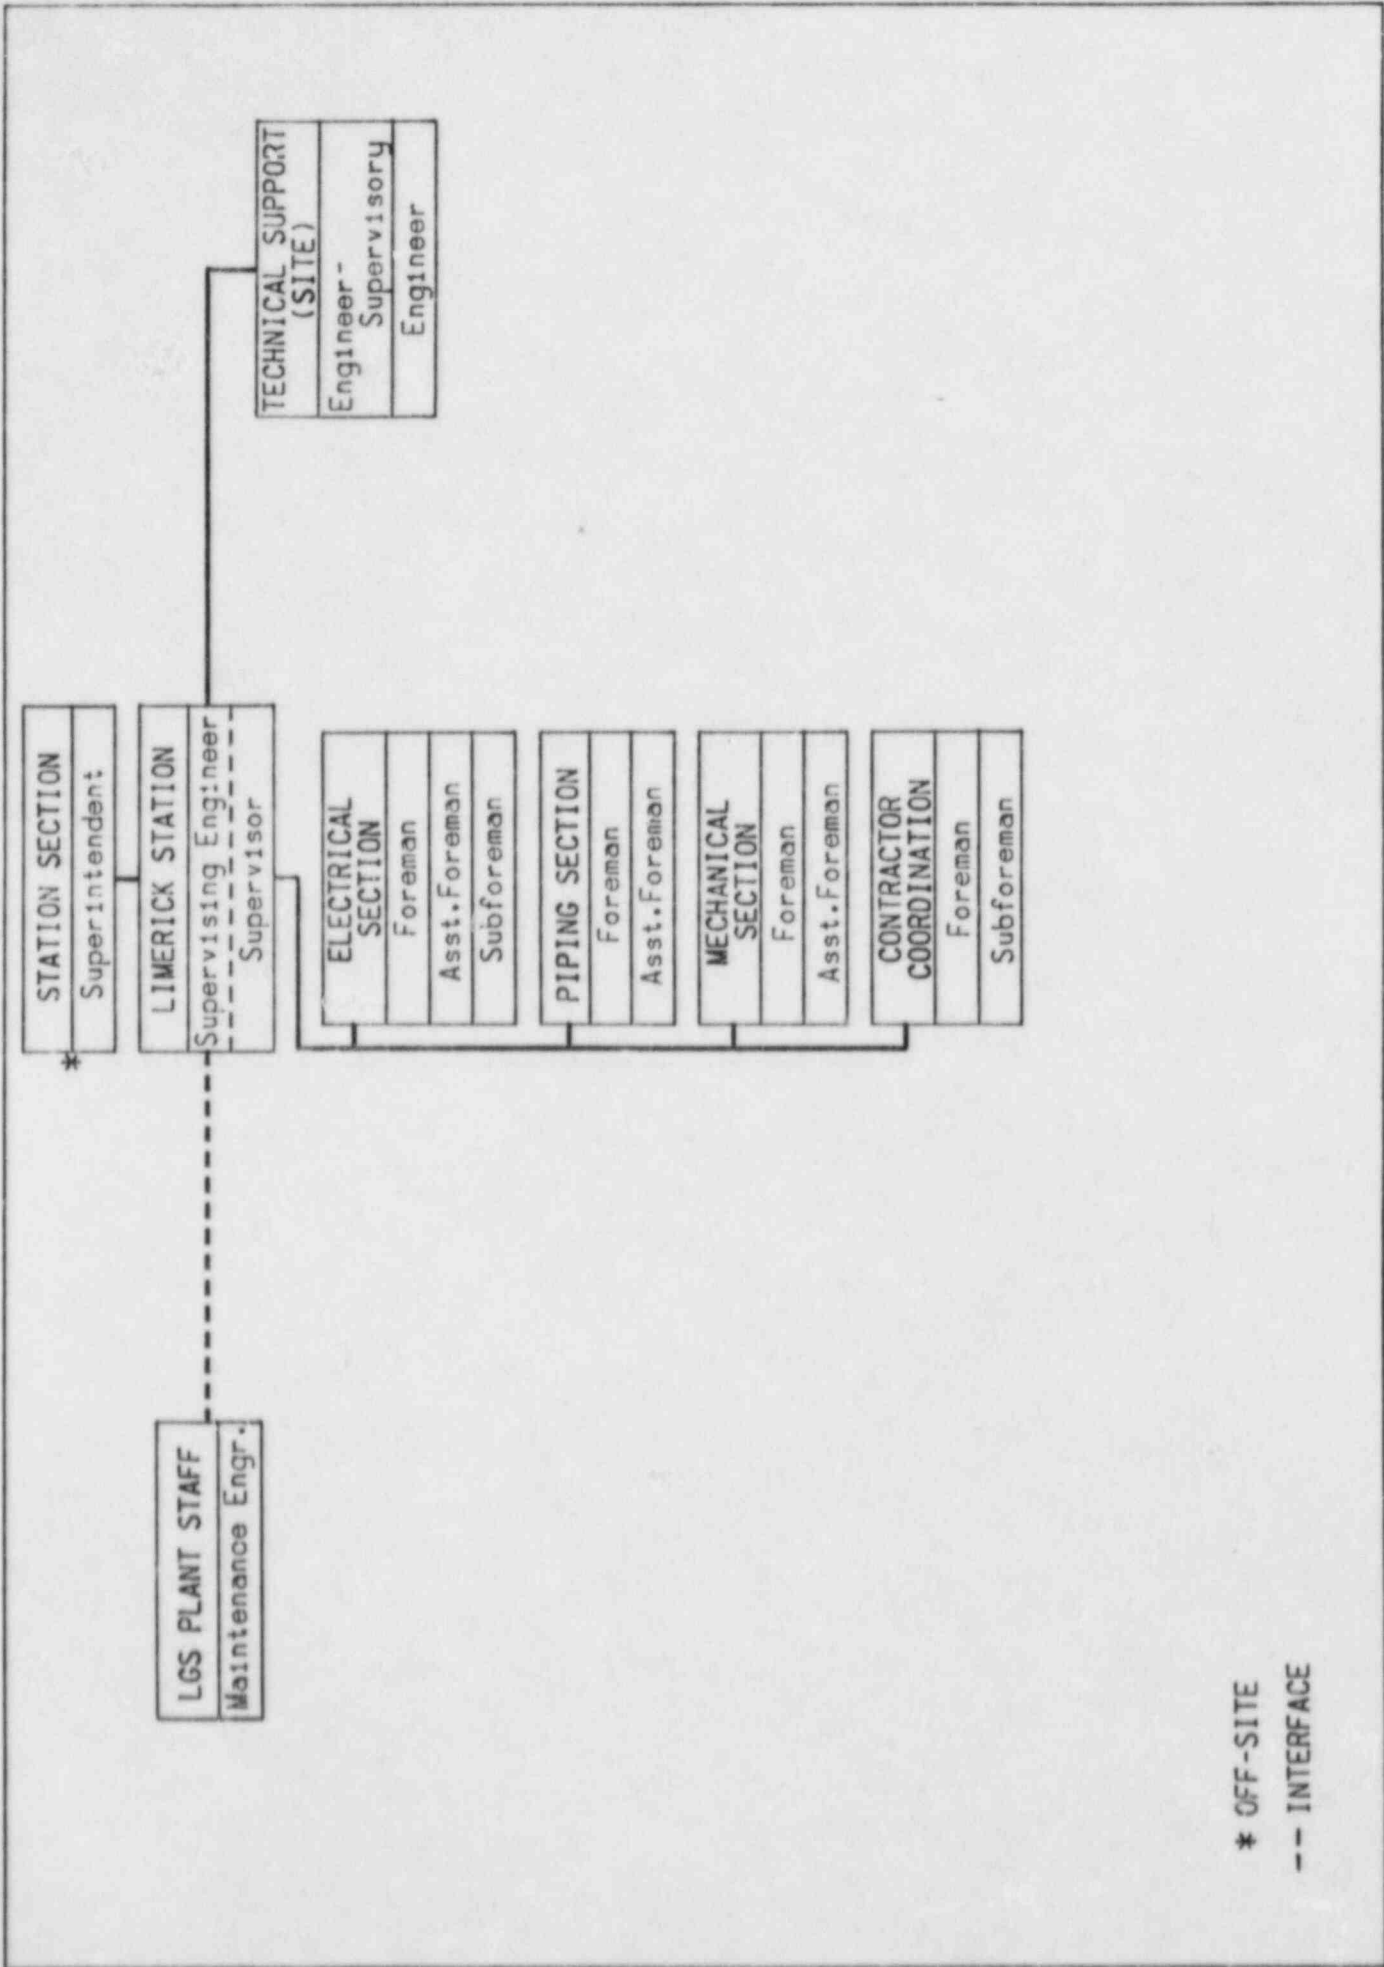 STATION SECTION
Superintendent
*
LIMERICK STATION
Supervising Engineer
Supervisor
LGS PLANT STAFF
Maintenance Engr.
TECHNICAL SUPPORT
(SITE)
Engineer-
Supervisory
Engineer
ELECTRICAL
SECTION
Foreman
Asst.Foreman
Subforeman
PIPING SECTION
Foreman
Asst.Foreman
MECHANICAL
SECTION
Foreman
Asst.Foreman
CONTRACTOR
COORDINATION
Foreman
Subforeman
* OFF-SITE
-- INTERFACE